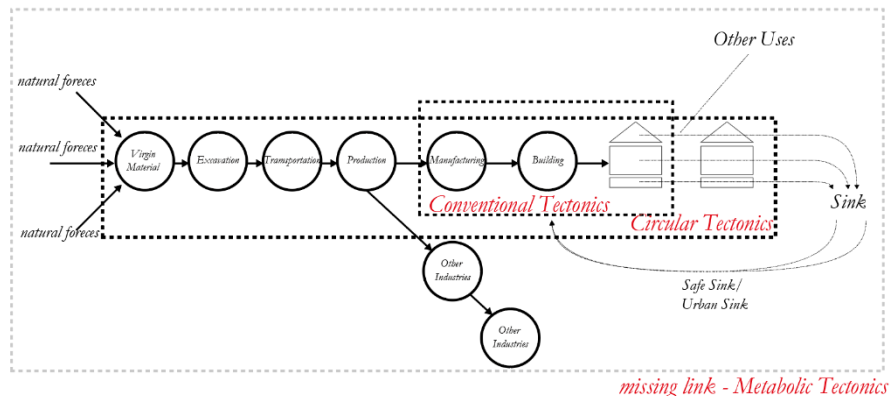 Other Uses
natural foreces
natural foreces
natural foreces
Virgin
Material
Excavation
Transportation
Production
Manufacturing
Building
Conventional Tectonics
Circular Tectonics
Sink
Other
Industries
Other
Industries
Safe Sink/
Urban Sink
missing link - Metabolic Tectonics